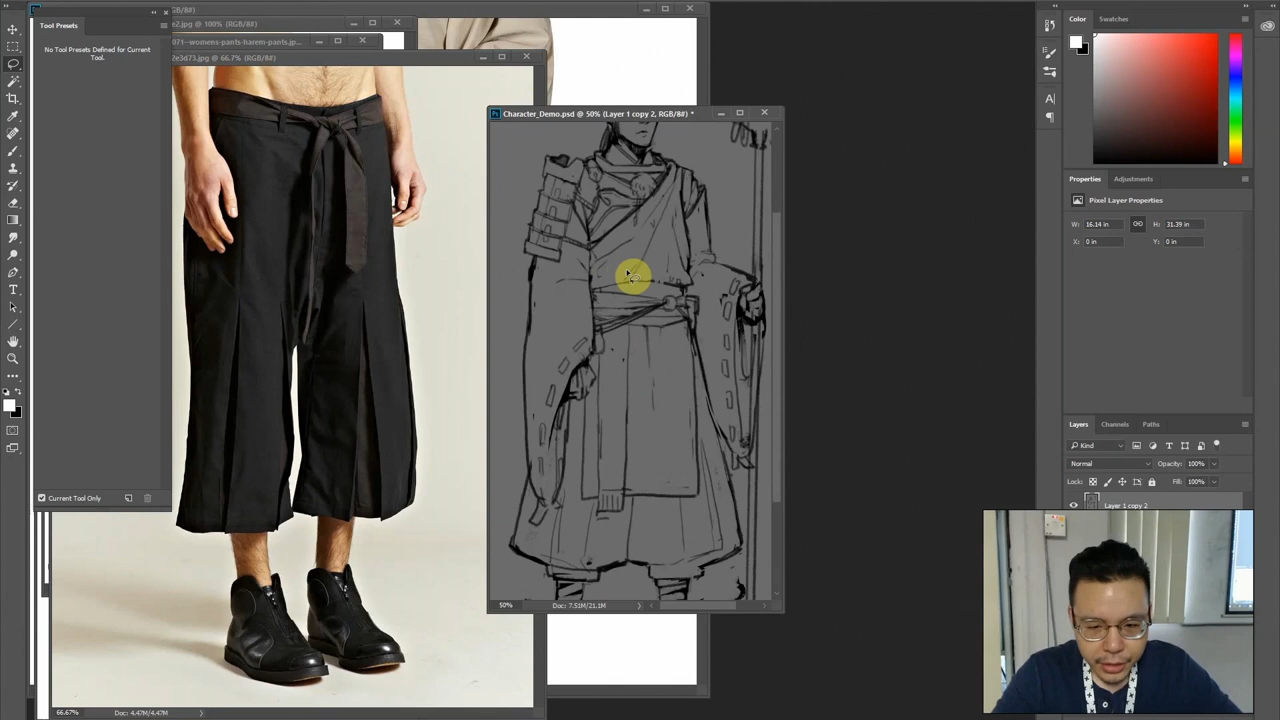 (RGB/8#)
Tool Presets
e2.jpg @ 100% (RGB/8#)
071--womens-pants-harem-pants.jp...
2e3d73.jpg @ 66.7% (RGB/8#)
No Tool Presets Defined for Current
Tool.
Current Tool Only
66.67%
Doc: 4.47M/4.47M
Ps
Character_Demo.psd @ 50% (Layer 1 copy 2, RGB/8#) *
50%
Doc: 7.51M/21.1M
Color
Swatches
Properties
Adjustments
Pixel Layer Properties
W: 16.14 in
H: 31.39 in
X: 0 in
Y: 0 in
Layers
Channels
Paths
Kind
Normal
Opacity: 100%
Lock:
Fill: 100%
Layer 1 copy 2